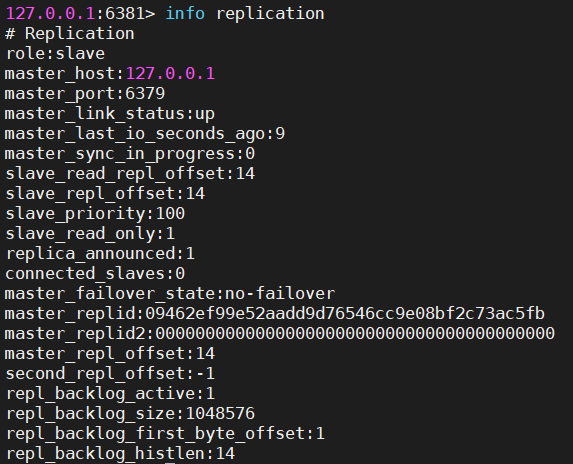 127.0.0.1:6381> info replication
# Replication
role:slave
master_host:127.0.0.1
master_port:6379
master_link_status:up
master_last_io_seconds_ago:9
master_sync_in_progress:0
slave_read_repl_offset:14
slave_repl_offset:14
slave_priority:100
slave_read_only:1
replica_announced:1
connected_slaves:0
master_failover_state:no-failover
master_replid:09462ef99e52aadd9d76546cc9e08bf2c73ac5fb
master_replid2:0000000000000000000000000000000000000000
master_repl_offset:14
second_repl_offset:-1
repl_backlog_active:1
repl_backlog_size:1048576
repl_backlog_first_byte_offset:1
repl_backlog_histlen:14